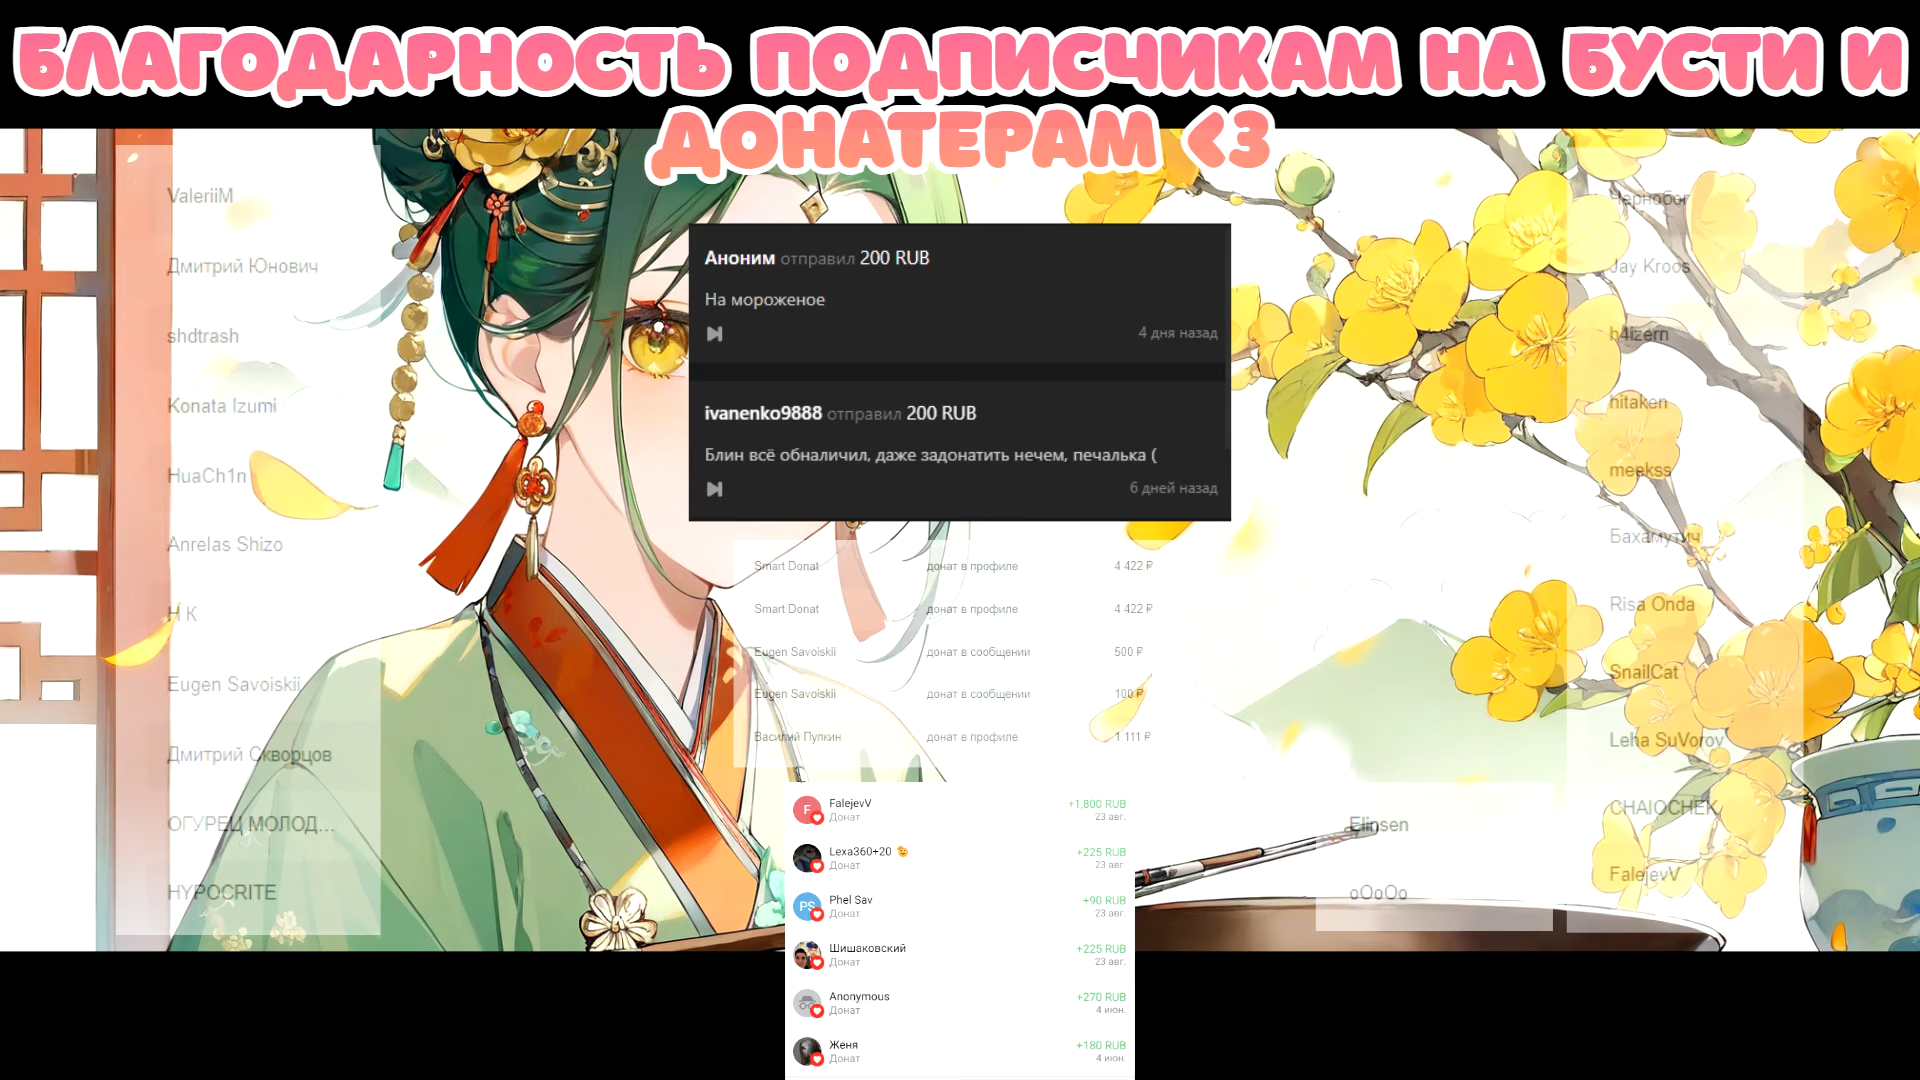 БЛАГОДАРНОСТЬ ПОДПИСЧИКАМ НА БУСТИ И
ДОНАТЕРАМ <3
ValeriiM
Дмитрий Юнович
shdtrash
Konata Izumi
HuaCh1n
Anrelas Shizo
Н К
Eugen Savoiskii
Дмитрий Скворцов
ОГУРЕЦ МОЛОД...
HYPOCRITE
Аноним отправил 200 RUB
На мороженое
4 дня назад
ivanenko9888 отправил 200 RUB
Блин всё обналичил, даже задонатить нечем, печалька (
6 дней назад
Smart Donat донат в профиле 4 422 ₽
Smart Donat донат в профиле 4 422 ₽
Eugen Savoiskii донат в сообщении 500 ₽
Eugen Savoiskii донат в сообщении 100 ₽
Василий Пупкин донат в профиле 1 111 ₽
F FalejevV +1,800 RUB
Донат 23 авг.
Lexa360+20 🫡 +225 RUB
Донат 23 авг.
PS Phel Sav +90 RUB
Донат 23 авг.
Шишаковский +225 RUB
Донат 23 авг.
Anonymous +270 RUB
Донат 4 июн.
Женя +180 RUB
Донат 4 июн.
Elinsen
oOoOo
Чернобог
Jay Kroos
h4izern
hitaken
meekss
Бахамутич
Risa Onda
SnailCat
Leha SuVorov
CHAIOCHEK
FalejevV